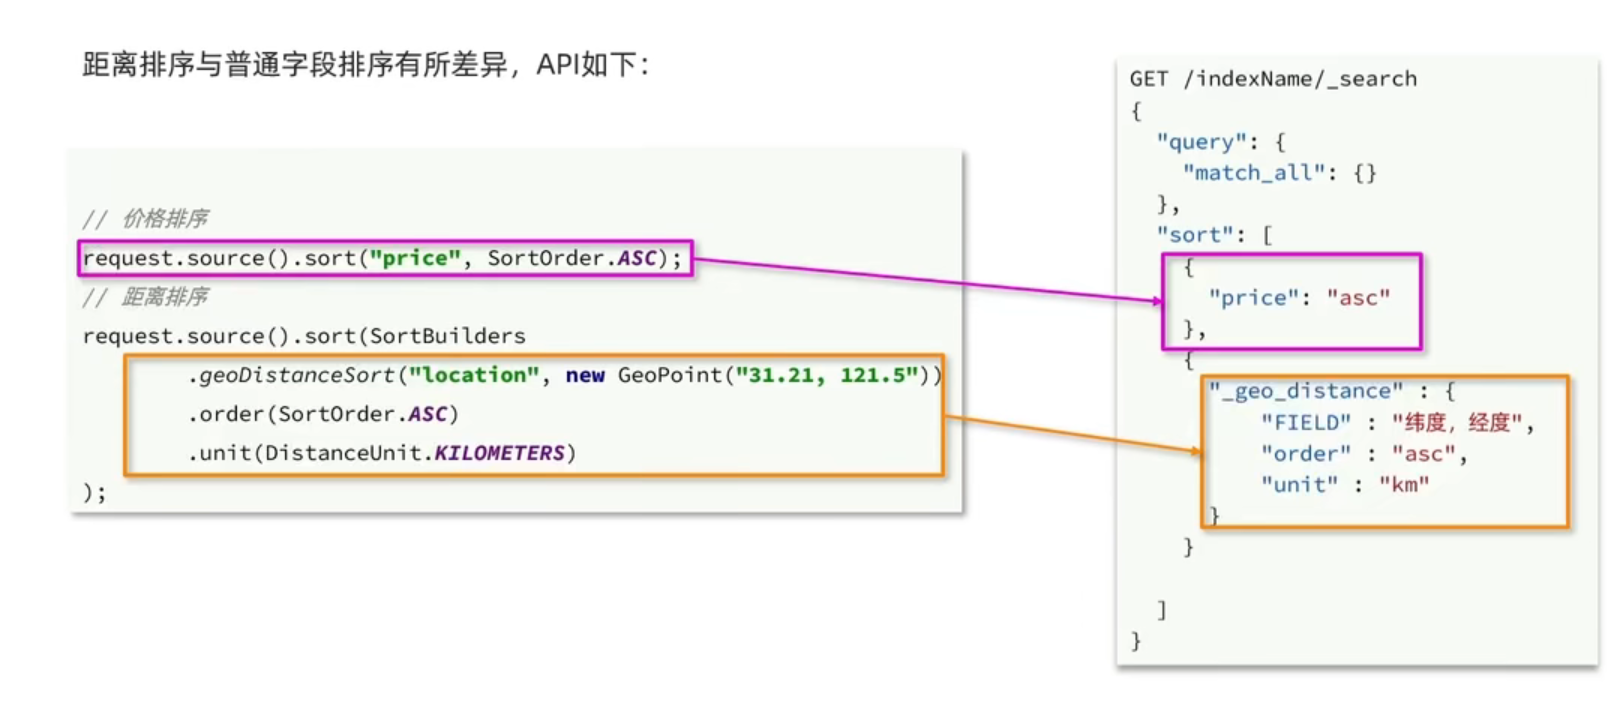 距离排序与普通字段排序有所差异，API如下：
// 价格排序
request.source().sort("price", SortOrder.ASC);
// 距离排序
request.source().sort(SortBuilders
.geoDistanceSort("location", new GeoPoint("31.21, 121.5"))
.order(SortOrder.ASC)
.unit(DistanceUnit.KILOMETERS)
);
GET /indexName/_search
{
"query": {
"match_all": {}
},
"sort": [
{
"price": "asc"
},
{
"_geo_distance" : {
"FIELD" : "纬度，经度",
"order" : "asc",
"unit" : "km"
}
}
]
}